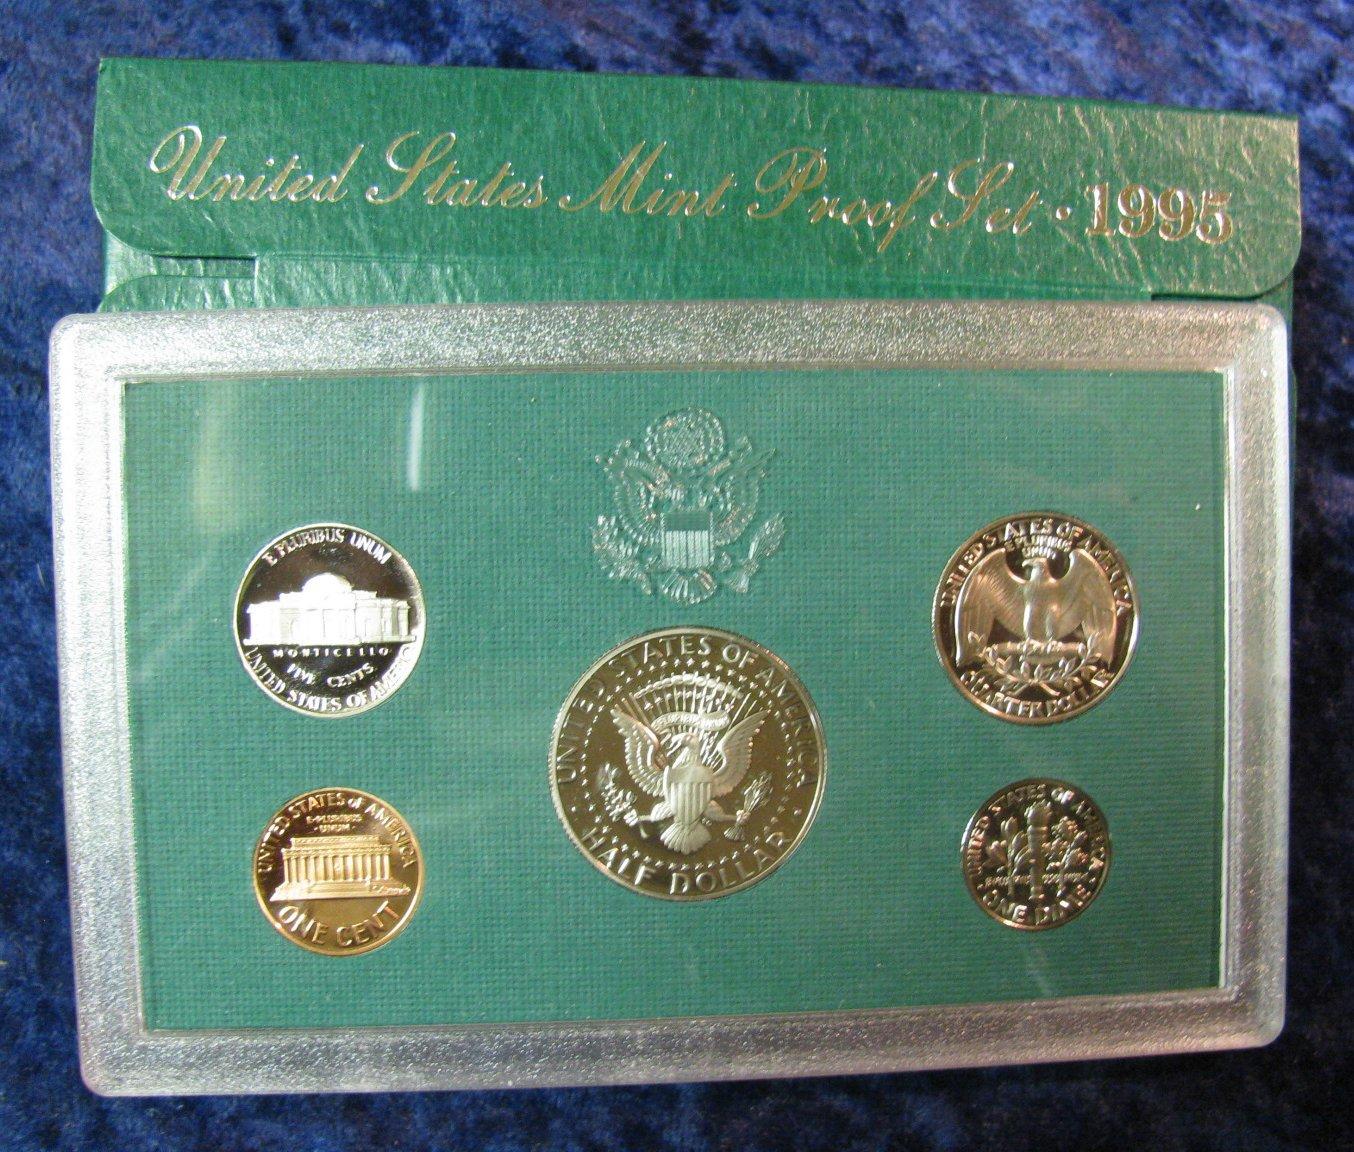 United States Mint Proof Set · 1995
E PLURIBUS UNUM
MONTICELLO
FIVE CENTS
UNITED STATES OF AMERICA
UNITED STATES OF AMERICA
E PLURIBUS
UNUM
QUARTER DOLLAR
UNITED STATES OF AMERICA
HALF DOLLAR
UNITED STATES OF AMERICA
E·PLURIBUS
·UNUM·
ONE CENT
UNITED STATES OF AMERICA
ONE DIME